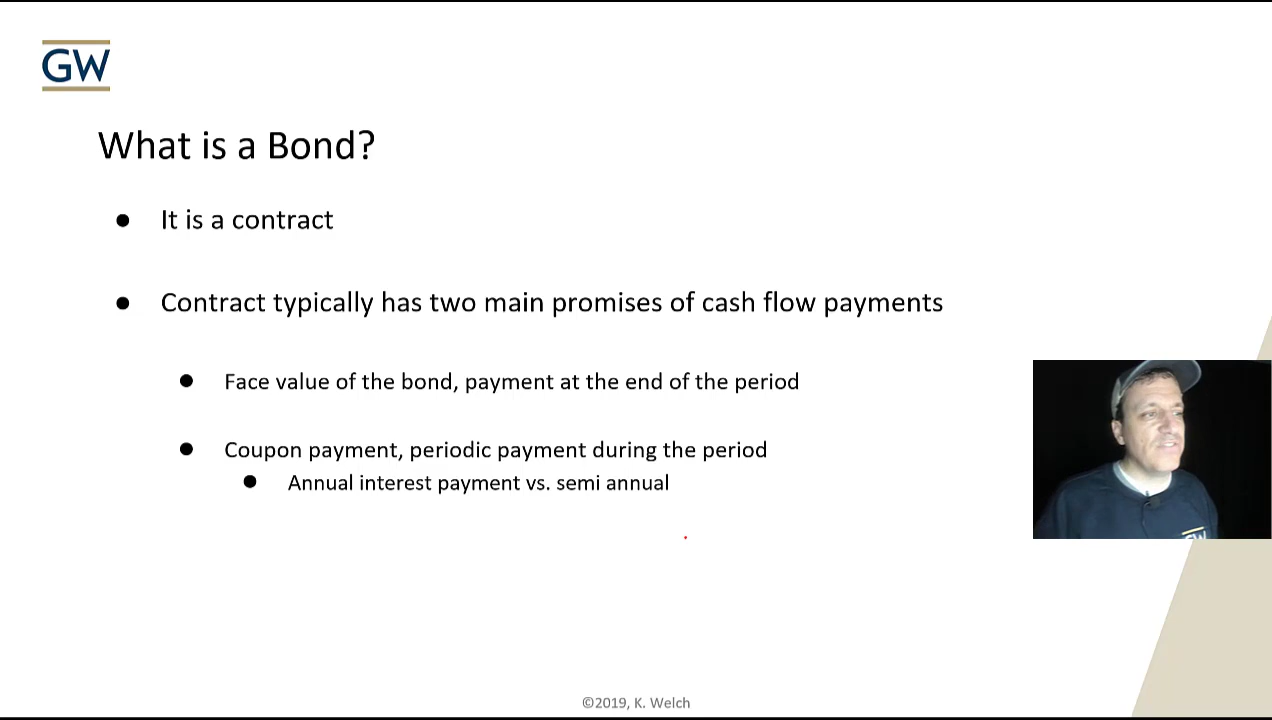 GW
What is a Bond?
● It is a contract
● Contract typically has two main promises of cash flow payments
● Face value of the bond, payment at the end of the period
● Coupon payment, periodic payment during the period
● Annual interest payment vs. semi annual
GW
©2019, K. Welch